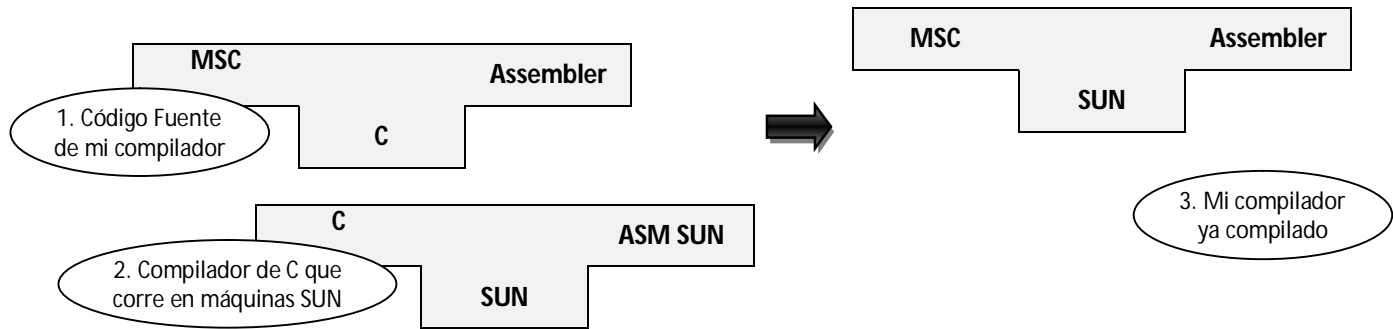 MSC
Assembler
C
1. Código Fuente
de mi compilador
C
ASM SUN
SUN
2. Compilador de C que
corre en máquinas SUN
MSC
Assembler
SUN
3. Mi compilador
ya compilado